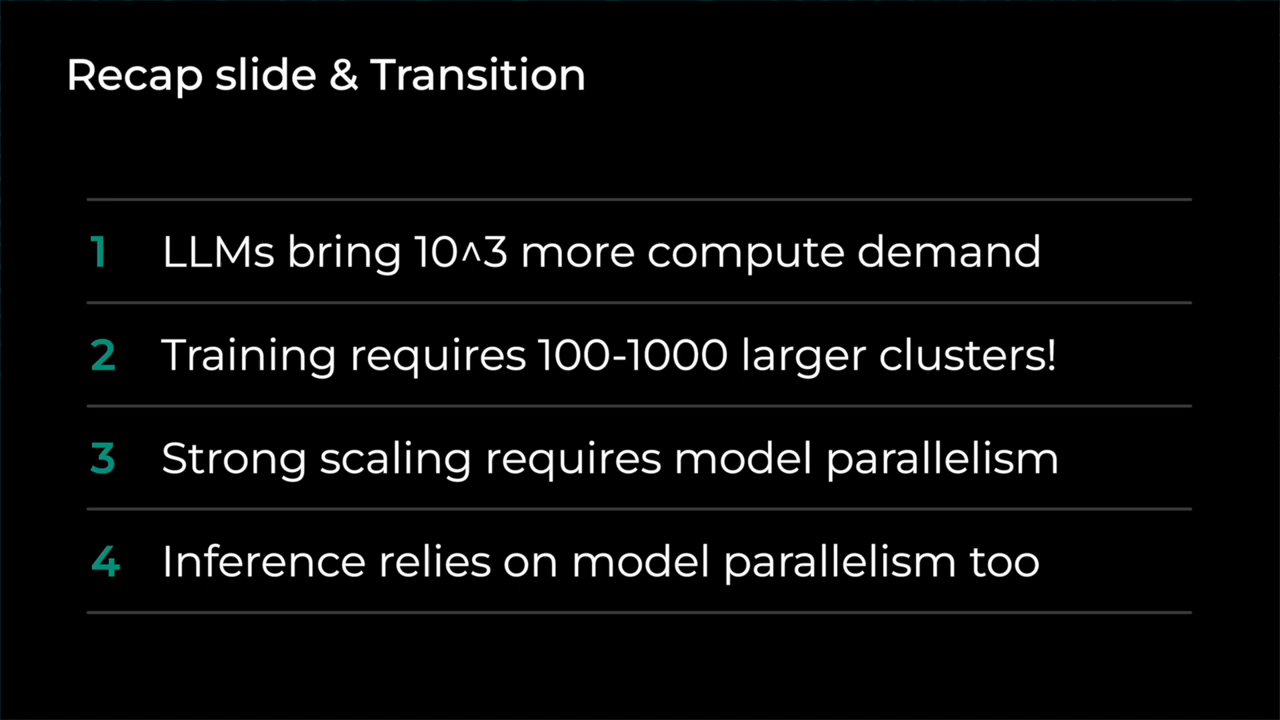 Recap slide & Transition
1 LLMs bring 10^3 more compute demand
2 Training requires 100-1000 larger clusters!
3 Strong scaling requires model parallelism
4 Inference relies on model parallelism too